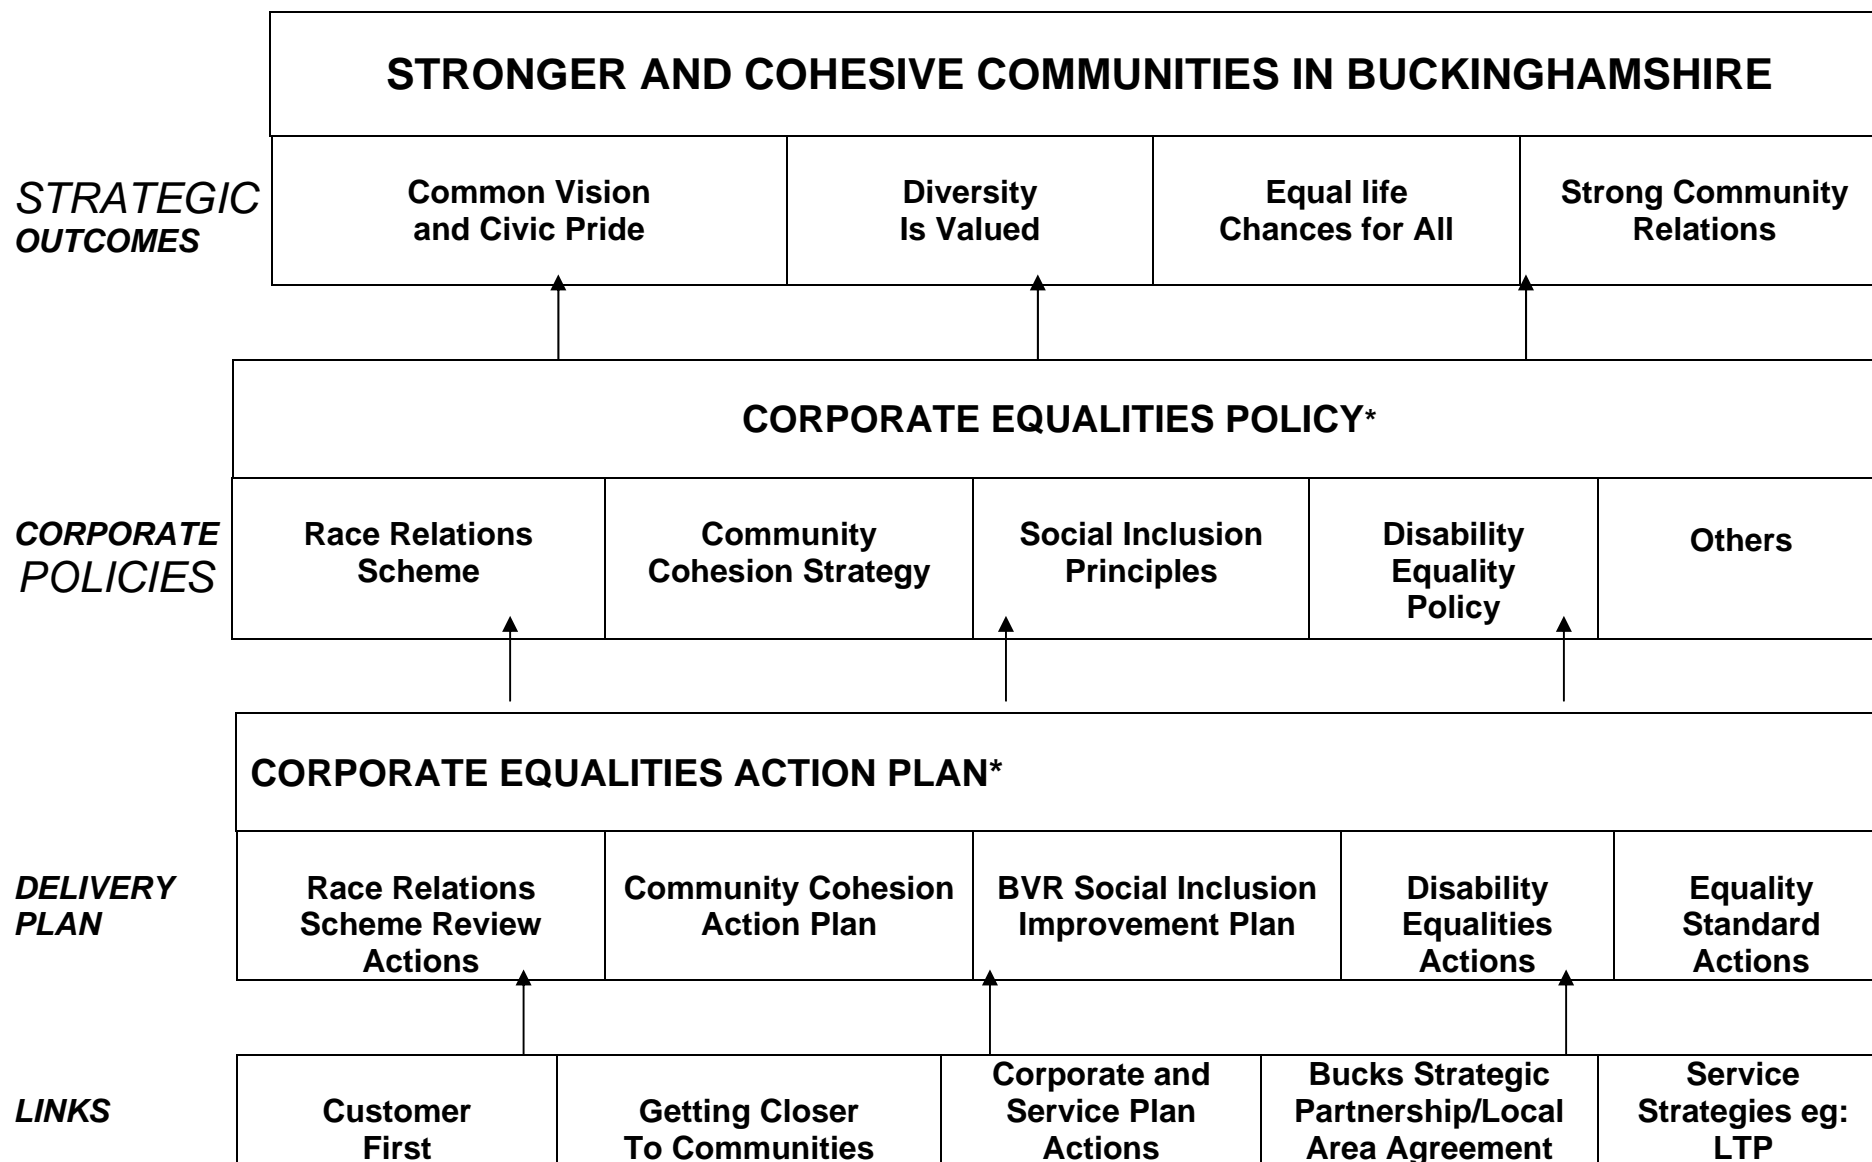 STRONGER AND COHESIVE COMMUNITIES IN BUCKINGHAMSHIRE
STRATEGIC
OUTCOMES
Common Vision
and Civic Pride
Diversity
Is Valued
Equal life
Chances for All
Strong Community
Relations
CORPORATE EQUALITIES POLICY*
CORPORATE
POLICIES
Race Relations
Scheme
Community
Cohesion Strategy
Social Inclusion
Principles
Disability
Equality
Policy
Others
CORPORATE EQUALITIES ACTION PLAN*
DELIVERY
PLAN
Race Relations
Scheme Review
Actions
Community Cohesion
Action Plan
BVR Social Inclusion
Improvement Plan
Disability
Equalities
Actions
Equality
Standard
Actions
LINKS
Customer
First
Getting Closer
To Communities
Corporate and
Service Plan
Actions
Bucks Strategic
Partnership/Local
Area Agreement
Service
Strategies eg:
LTP